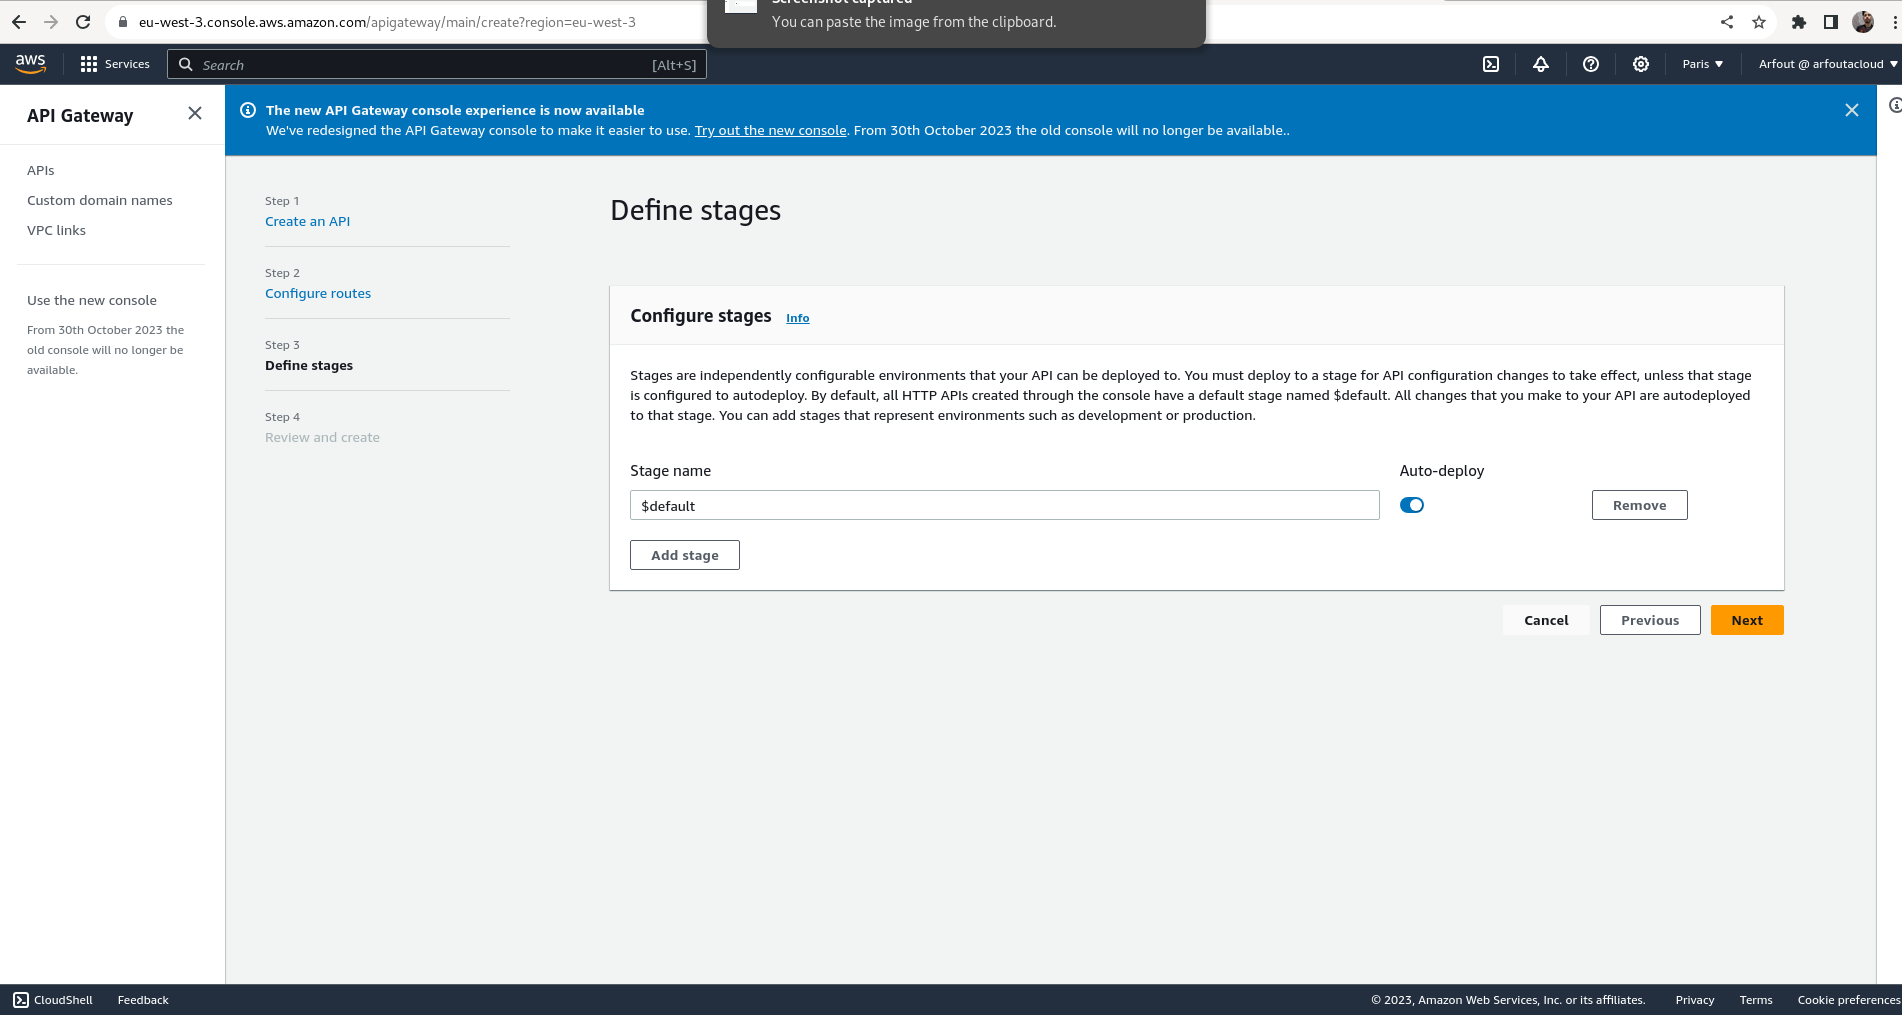 eu-west-3.console.aws.amazon.com/apigateway/main/create?region=eu-west-3
Screenshot captured
You can paste the image from the clipboard.
aws
Services
Search
[Alt+S]
Paris
Arfout @ arfoutacloud
API Gateway
APIs
Custom domain names
VPC links
Use the new console
From 30th October 2023 the
old console will no longer be
available.
The new API Gateway console experience is now available
We've redesigned the API Gateway console to make it easier to use. Try out the new console. From 30th October 2023 the old console will no longer be available..
Step 1
Create an API
Step 2
Configure routes
Step 3
Define stages
Step 4
Review and create
Define stages
Configure stages Info
Stages are independently configurable environments that your API can be deployed to. You must deploy to a stage for API configuration changes to take effect, unless that stage
is configured to autodeploy. By default, all HTTP APIs created through the console have a default stage named $default. All changes that you make to your API are autodeployed
to that stage. You can add stages that represent environments such as development or production.
Stage name
Auto-deploy
$default
Remove
Add stage
Cancel
Previous
Next
CloudShell
Feedback
© 2023, Amazon Web Services, Inc. or its affiliates.
Privacy
Terms
Cookie preferences